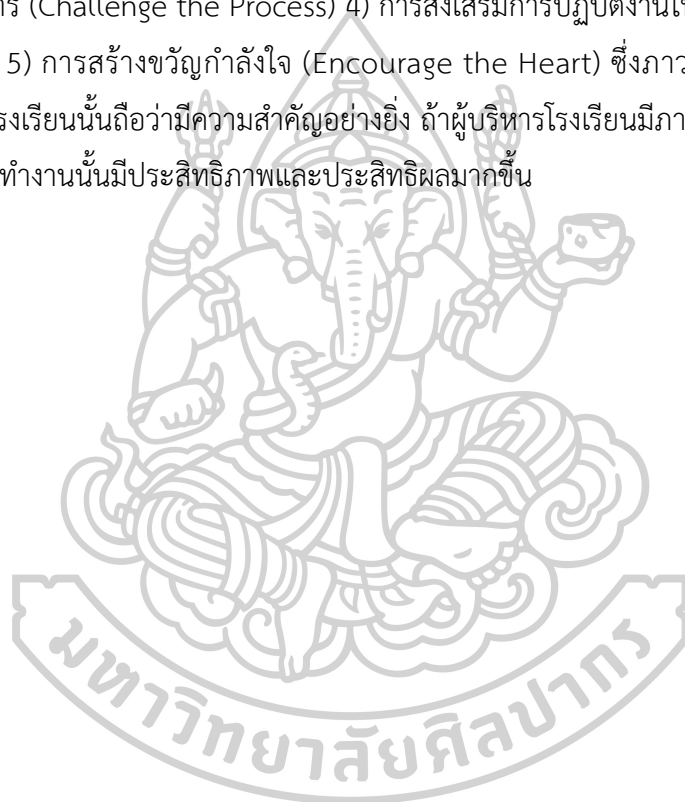 าร (Challenge the Process) 4) การส่งเสริมการปฏิบัติงานใ
5) การสร้างขวัญกำลังใจ (Encourage the Heart) ซึ่งภาว
รงเรียนนั้นถือว่ามีความสำคัญอย่างยิ่ง ถ้าผู้บริหารโรงเรียนมีภา
ทำงานนั้นมีประสิทธิภาพและประสิทธิผลมากขึ้น
มหาวิทยาลัยศิลปากร